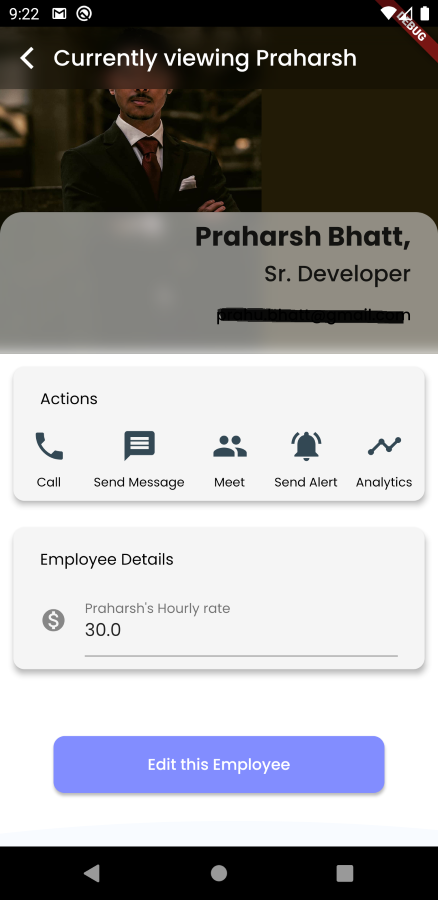 9:22
DEBUG
Currently viewing Praharsh
Praharsh Bhatt,
Sr. Developer
Actions
Call
Send Message
Meet
Send Alert
Analytics
Employee Details
Praharsh's Hourly rate
$
30.0
Edit this Employee